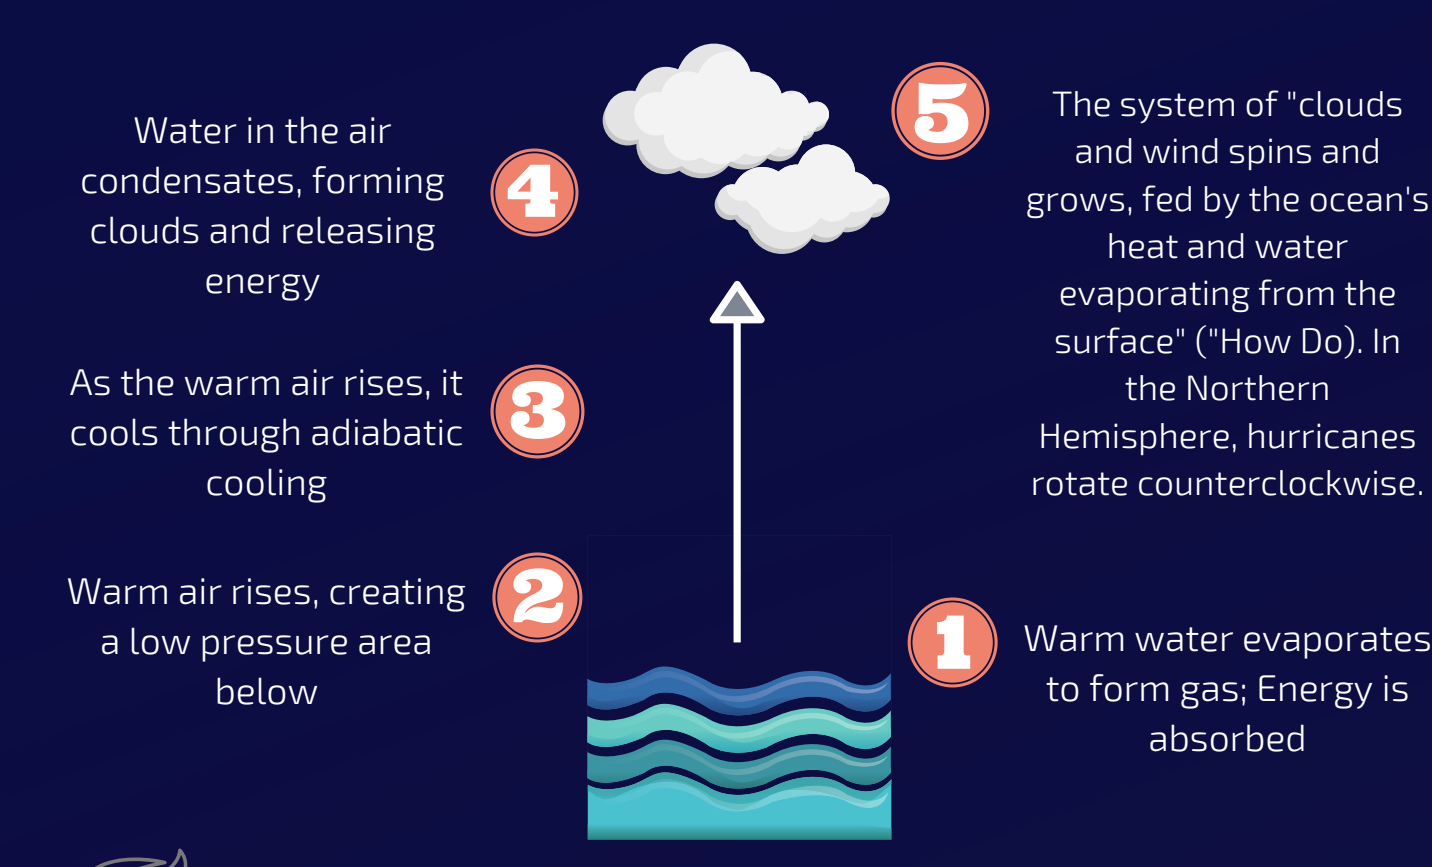 1
Warm water evaporates
to form gas; Energy is
absorbed
2
Warm air rises, creating
a low pressure area
below
3
As the warm air rises, it
cools through adiabatic
cooling
4
Water in the air
condensates, forming
clouds and releasing
energy
5
The system of "clouds
and wind spins and
grows, fed by the ocean's
heat and water
evaporating from the
surface" ("How Do). In
the Northern
Hemisphere, hurricanes
rotate counterclockwise.